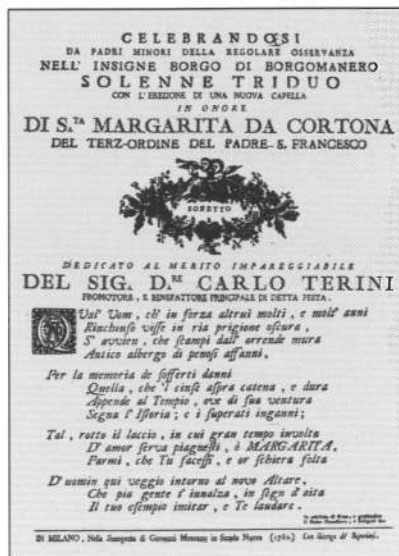 CELEBRANDOSI
DA PADRI MINORI DELLA REGOLARE OSSERVANZA
NELL' INSIGNE BORGO DI BORGOMANERO
SOLENNE TRIDUO
CON L' EREZIONE DI UNA NUOVA CAPELLA
IN ONORE
DI S.TA MARGARITA DA CORTONA
DEL TERZ-ORDINE DEL PADRE S. FRANCESCO
SONETTO
DEDICATO AL MERITO IMPAREGGIABILE
DEL SIG. D.RE CARLO TERINI
PROMOTORE, E BENEFATTORE PRINCIPALE DI DETTA FESTA.
QUal' Uom, ch' in forza altrui molti, e molt' anni
Rinchiuso visse in ria prigione oscura,
S' avvien, che scampi dall' orrende mura
Antico albergo di penosi affanni,
Per la memoria de' sofferti danni
Quella, che 'l cinse aspra catena, e dura
Appende al Tempio, ove di sua ventura
Segna l' Istoria; e i superati inganni;
Tal, rotto il laccio, in cui gran tempo involta
D' amor serva piagnesti, ò MARGARITA,
Parmi, che Tu facessi, e or schiera folta
D' uomin qui veggio intorno al novo Altare,
Che pia gente t' innalza, in segn d' aita
Il tuo esempio imitar, e Te laudare.
IN MILANO, Nella Stamperia di Giovanni Montano in Strada Nuova (1760.) Con licenza de' Superiori.